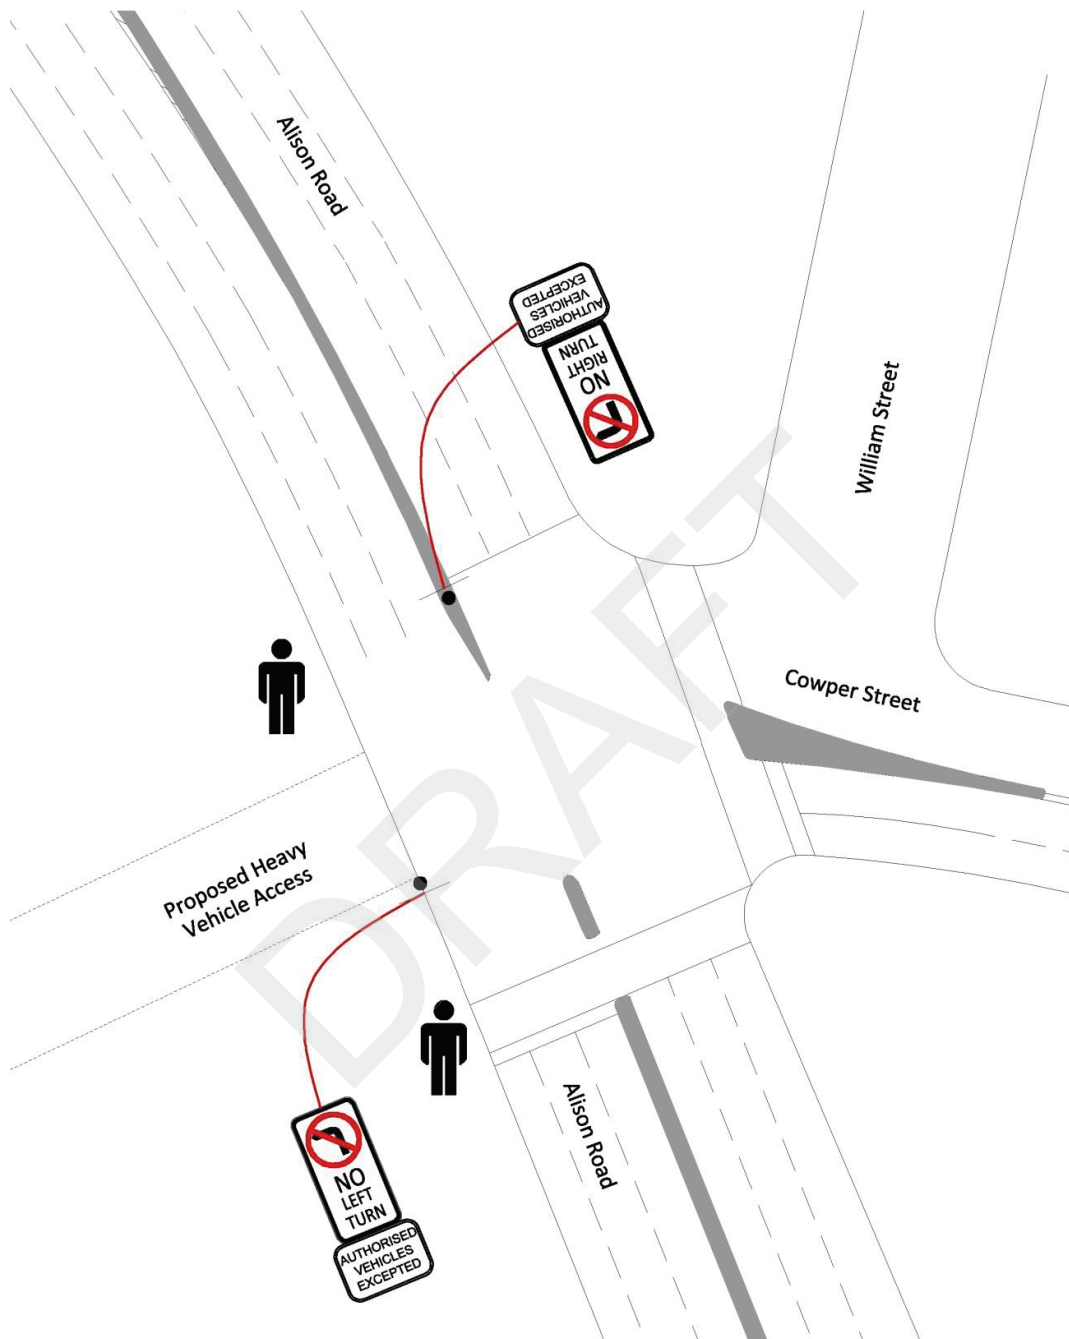 Alison Road
AUTHORISED
VEHICLES
EXCEPTED
NO
RIGHT
TURN
William Street
Cowper Street
DRAFT
Proposed Heavy
Vehicle Access
Alison Road
NO
LEFT
TURN
AUTHORISED
VEHICLES
EXCEPTED